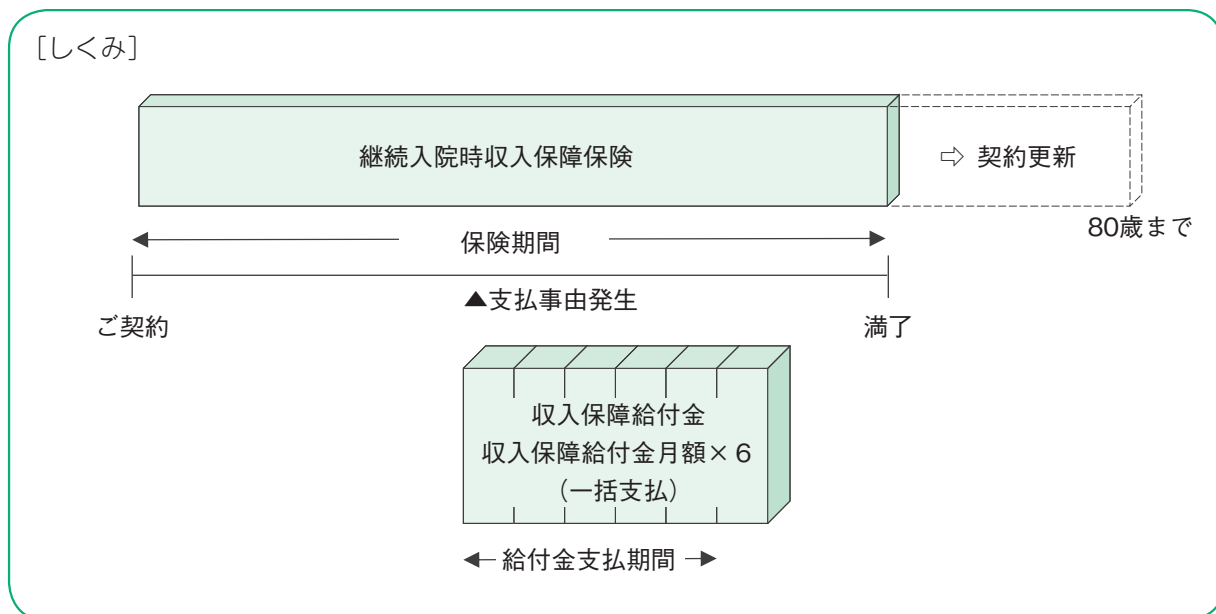 [しくみ]
継続入院時収入保障保険
⇨ 契約更新
80歳まで
保険期間
▲支払事由発生
ご契約
満了
収入保障給付金
収入保障給付金月額×6
（一括支払）
給付金支払期間